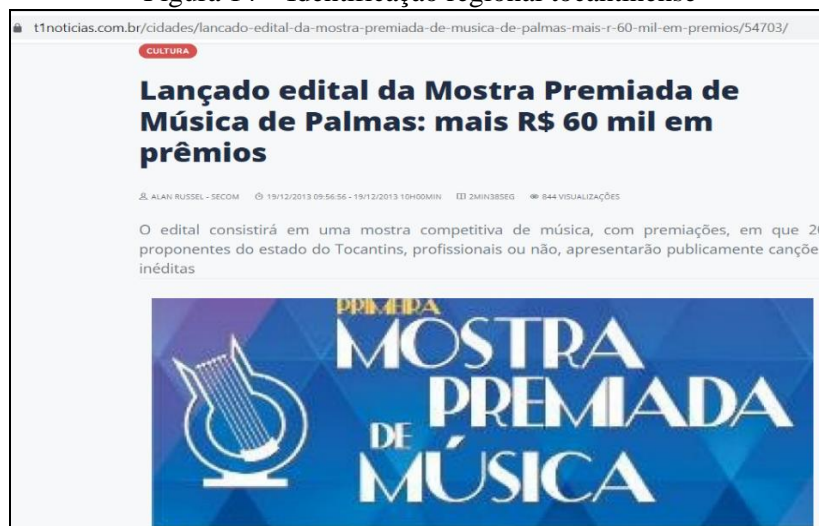 t1noticias.com.br/cidades/lancado-edital-da-mostra-premiada-de-musica-de-palmas-mais-r-60-mil-em-premios/54703/
CULTURA
Lançado edital da Mostra Premiada de
Música de Palmas: mais R$ 60 mil em
prêmios
ALAN RUSSEL - SECOM 19/12/2013 09:56:56 - 19/12/2013 10H00MIN 2MIN38SEG 844 VISUALIZAÇÕES
O edital consistirá em uma mostra competitiva de música, com premiações, em que
proponentes do estado do Tocantins, profissionais ou não, apresentarão publicamente
inéditas
PRIMEIRA
MOSTRA
PREMIADA
DE
MÚSICA